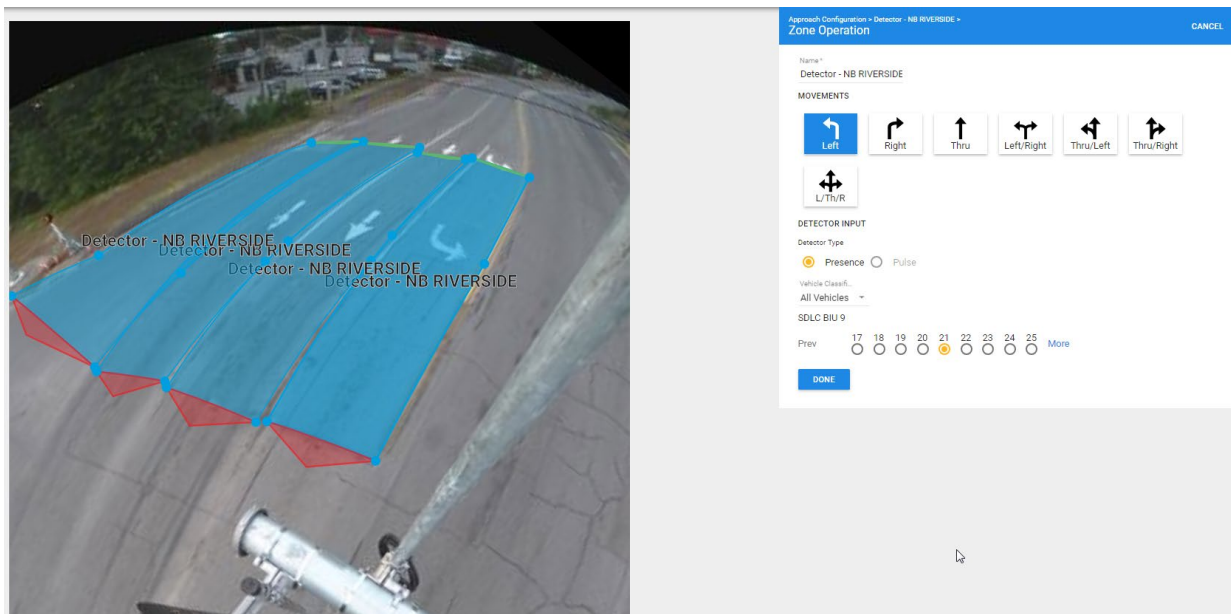 Detector - NB RIVERSIDE
Detector - NB RIVERSIDE
Detector - NB RIVERSIDE
Detector - NB RIVERSIDE
Approach Configuration > Detector - NB RIVERSIDE >
Zone Operation
CANCEL
Name *
Detector - NB RIVERSIDE
MOVEMENTS
Left Right Thru Left/Right Thru/Left Thru/Right
L/Th/R
DETECTOR INPUT
Detector Type
Presence Pulse
Vehicle Classifi...
All Vehicles
SDLC BIU 9
Prev 17 18 19 20 21 22 23 24 25 More
DONE